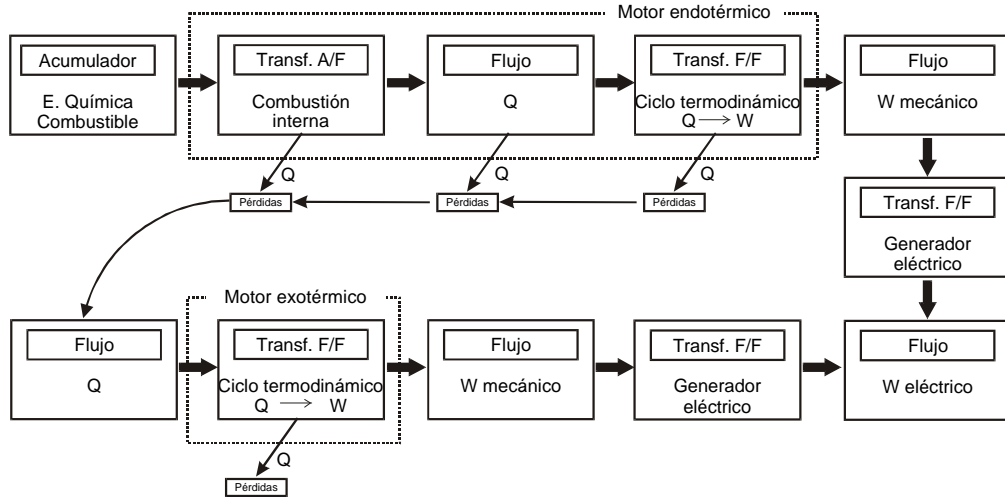 Motor endotérmico
Acumulador
E. Química
Combustible
Transf. A/F
Combustión
interna
Flujo
Q
Transf. F/F
Ciclo termodinámico
Q → W
Flujo
W mecánico
Q
Q
Q
Pérdidas
Pérdidas
Pérdidas
Transf. F/F
Generador
eléctrico
Motor exotérmico
Flujo
Q
Transf. F/F
Ciclo termodinámico
Q → W
Flujo
W mecánico
Transf. F/F
Generador
eléctrico
Flujo
W eléctrico
Q
Pérdidas